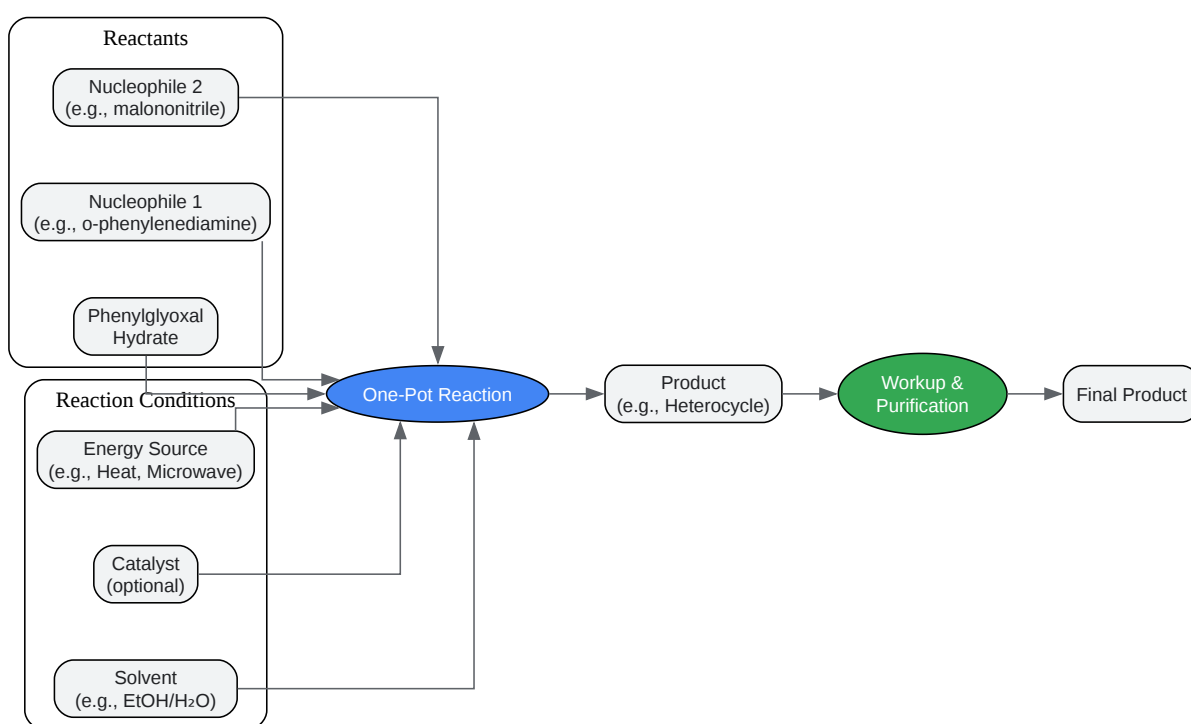 Reactants
Nucleophile 2
(e.g., malononitrile)
Nucleophile 1
(e.g., o-phenylenediamine)
Phenylglyoxal
Hydrate
Reaction Conditions
Energy Source
(e.g., Heat, Microwave)
Catalyst
(optional)
Solvent
(e.g., EtOH/H₂O)
One-Pot Reaction
Product
(e.g., Heterocycle)
Workup &
Purification
Final Product